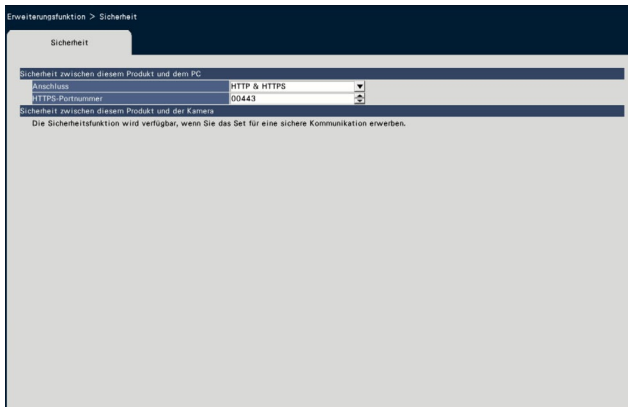 Erweiterungsfunktion > Sicherheit
Sicherheit
Sicherheit zwischen diesem Produkt und dem PC
Anschluss HTTP & HTTPS
HTTPS-Portnummer 00443
Sicherheit zwischen diesem Produkt und der Kamera
Die Sicherheitsfunktion wird verfügbar, wenn Sie das Set für eine sichere Kommunikation erwerben.